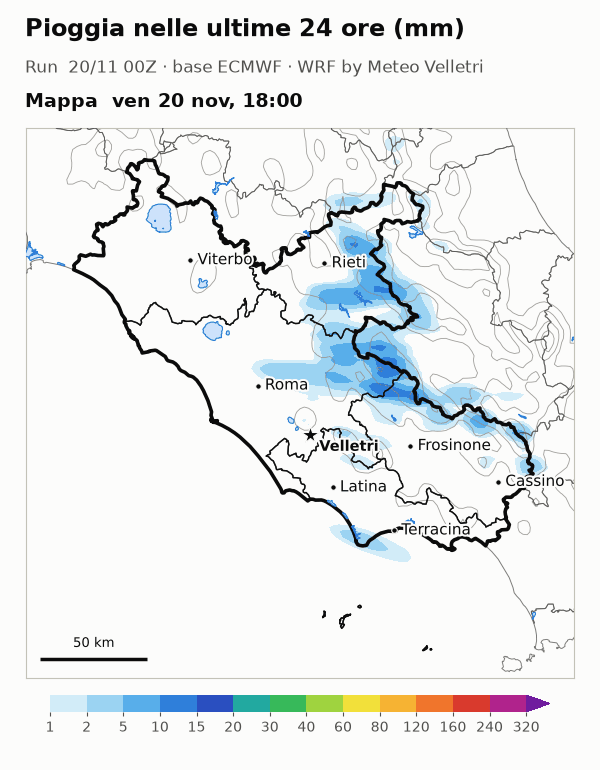 Pioggia nelle ultime 24 ore (mm)
Run  20/11 00Z · base ECMWF · WRF by Meteo Velletri
Mappa  ven 20 nov, 18:00
Viterbo
Rieti
Roma
Velletri
Frosinone
Latina
Cassino
Terracina
50 km
1 2 5 10 15 20 30 40 60 80 120 160 240 320